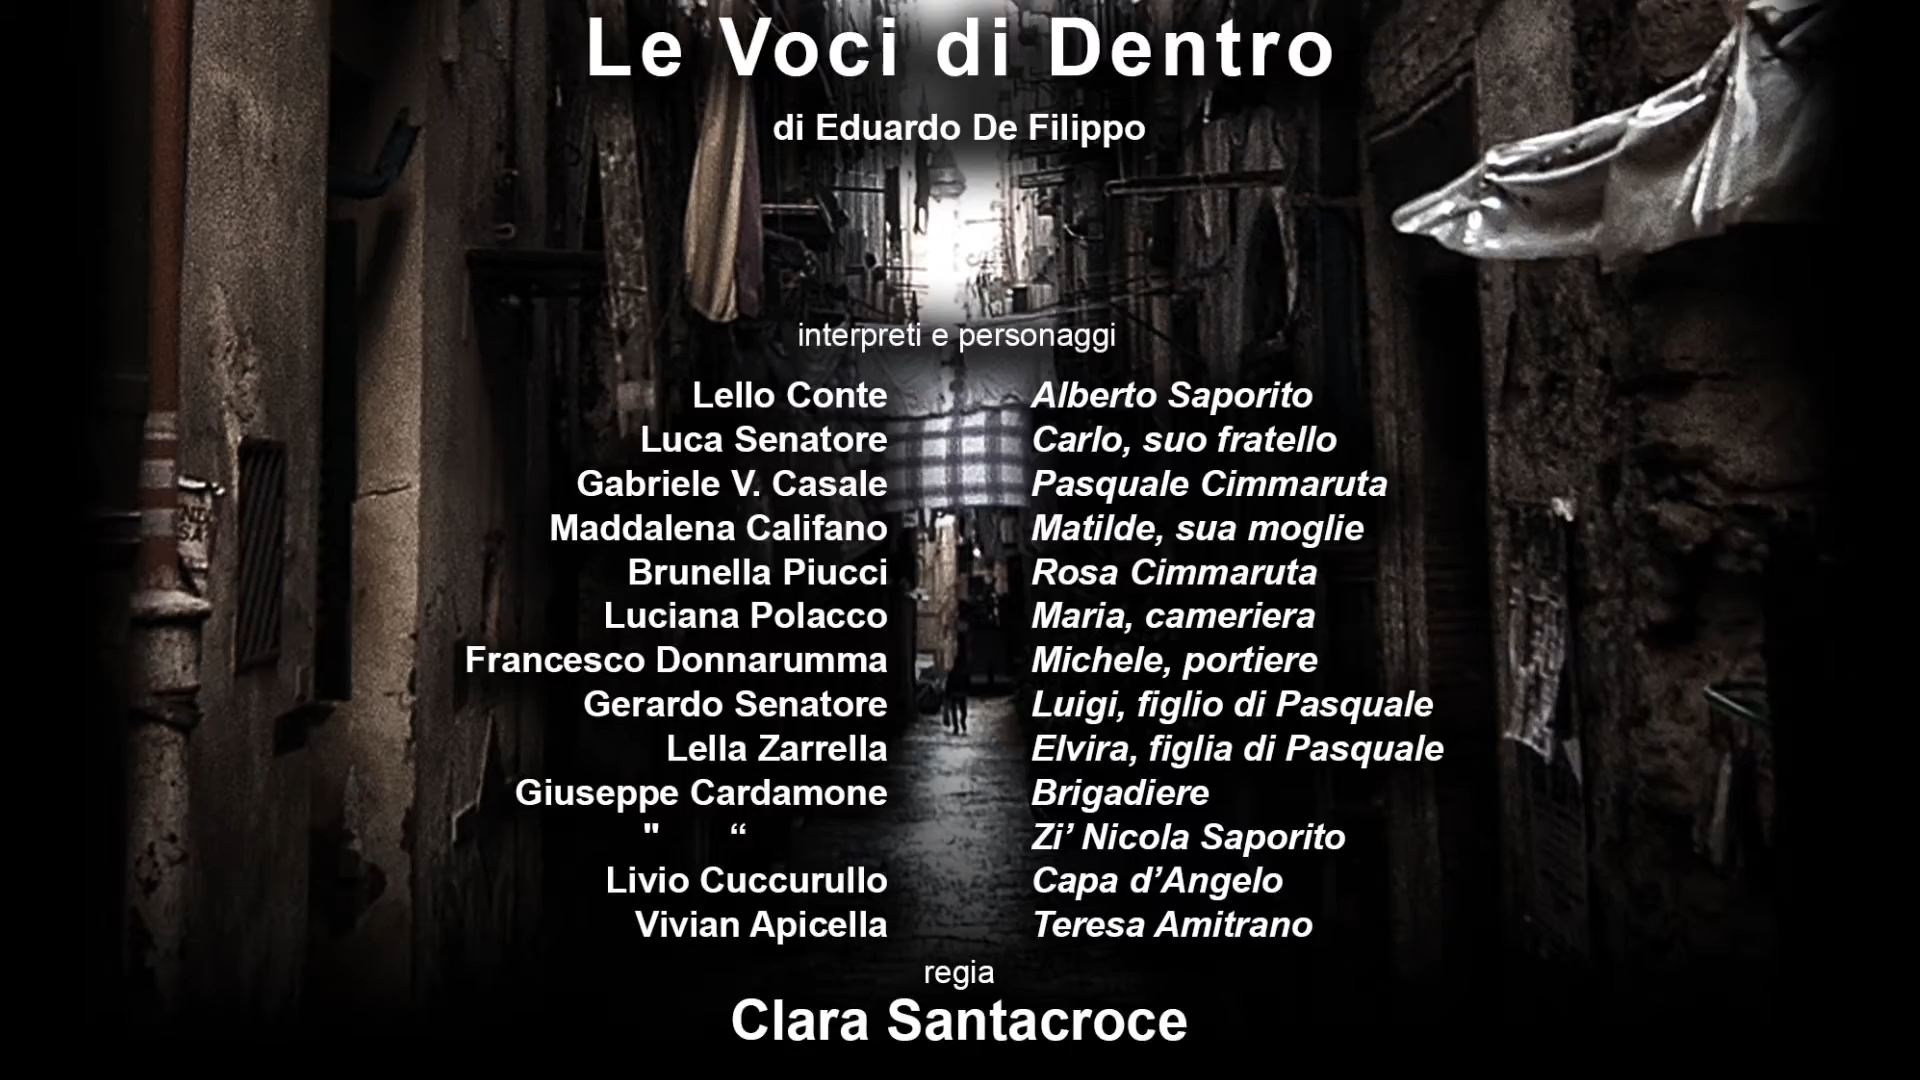 Le Voci di Dentro
di Eduardo De Filippo
interpreti e personaggi
Lello Conte Alberto Saporito
Luca Senatore Carlo, suo fratello
Gabriele V. Casale Pasquale Cimmaruta
Maddalena Califano Matilde, sua moglie
Brunella Piucci Rosa Cimmaruta
Luciana Polacco Maria, cameriera
Francesco Donnarumma Michele, portiere
Gerardo Senatore Luigi, figlio di Pasquale
Lella Zarrella Elvira, figlia di Pasquale
Giuseppe Cardamone Brigadiere
" “ Zi’ Nicola Saporito
Livio Cuccurullo Capa d’Angelo
Vivian Apicella Teresa Amitrano
regia
Clara Santacroce